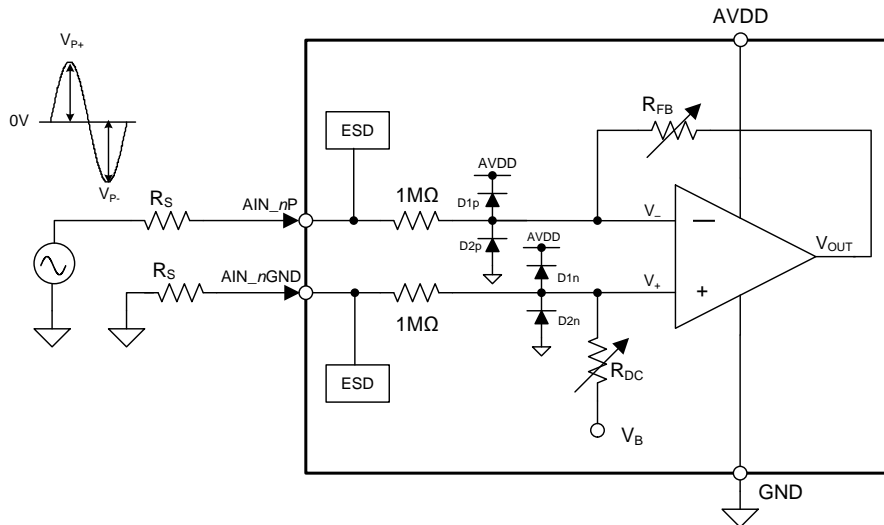 AVDD
V_P+
R_FB
ESD
0V
AVDD
1MΩ
D1p
V_P-
R_S
AIN_nP
V_–
D2p
AVDD
V_OUT
R_S
AIN_nGND
D1n
V_+
+
1MΩ
D2n
R_DC
ESD
V_B
GND